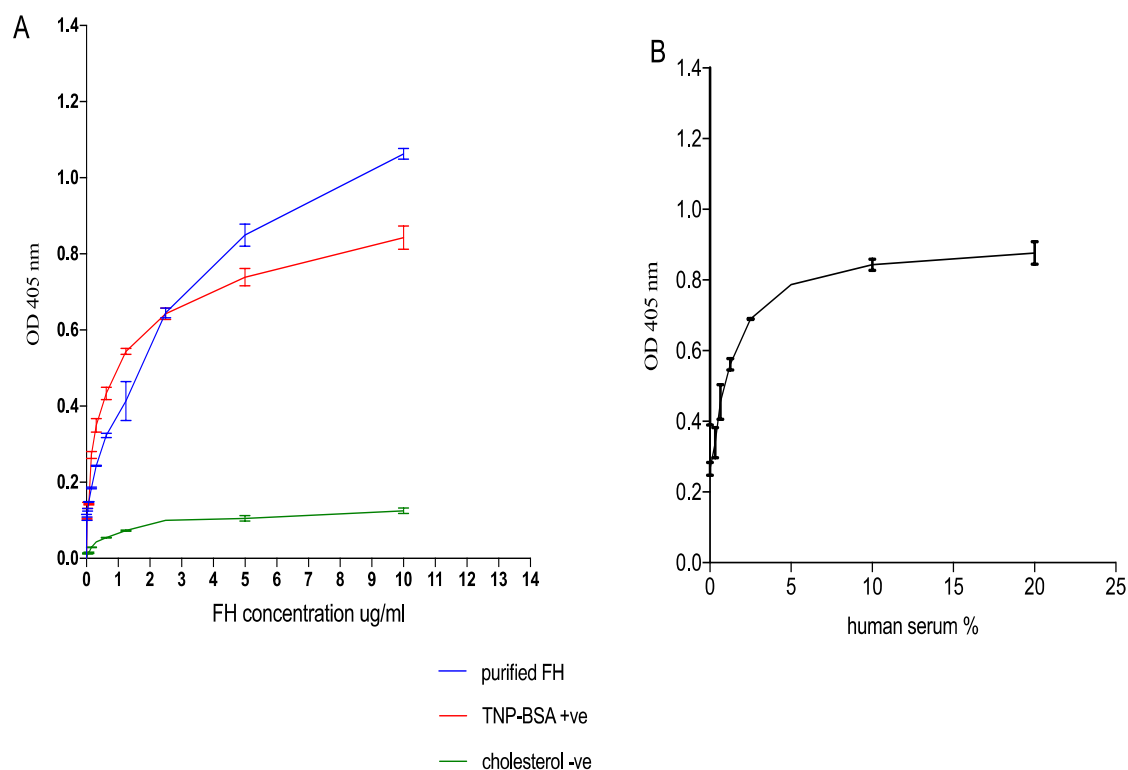 A
1.4
1.2
1.0
0.8
0.6
0.4
0.2
0.0
OD 405 nm
0 1 2 3 4 5 6 7 8 9 10 11 12 13 14
FH concentration ug/ml
B
1.4
1.2
1.0
0.8
0.6
0.4
0.2
0.0
OD 405 nm
0 5 10 15 20 25
human serum %
purified FH
TNP-BSA +ve
cholesterol -ve